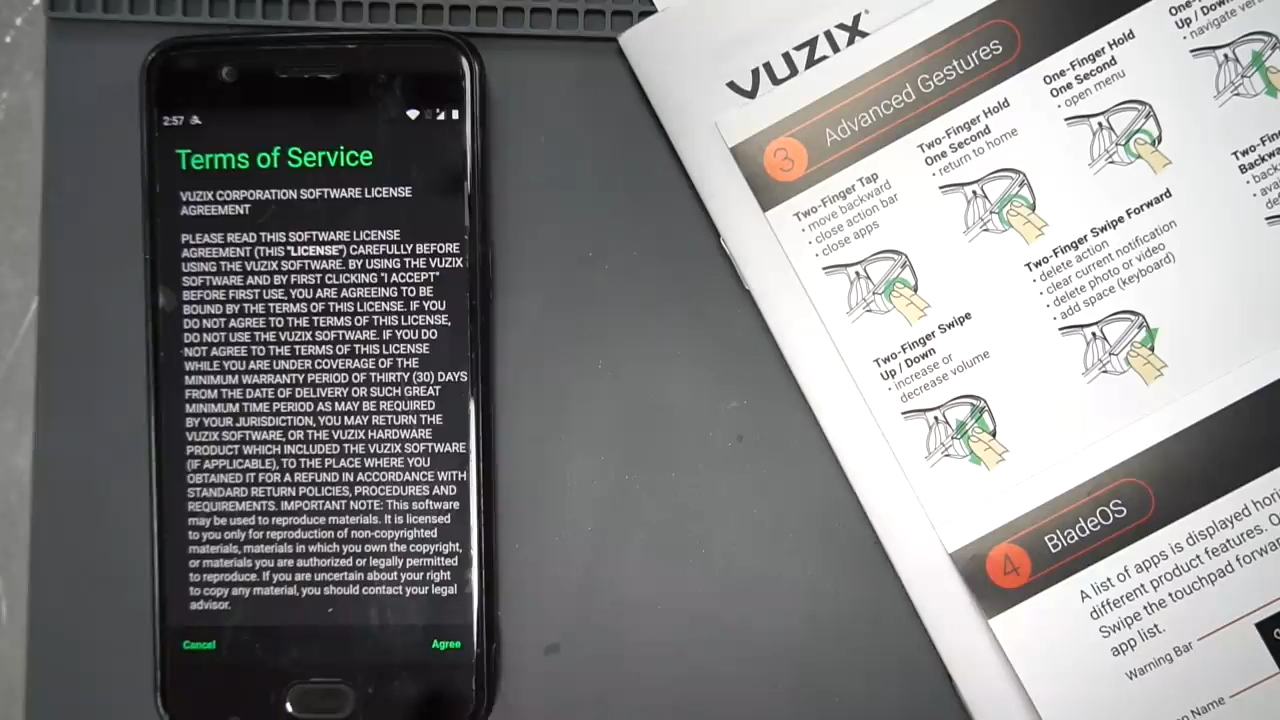 2:57
Terms of Service
VUZIX CORPORATION SOFTWARE LICENSE
AGREEMENT
PLEASE READ THIS SOFTWARE LICENSE
AGREEMENT (THIS "LICENSE") CAREFULLY BEFORE
USING THE VUZIX SOFTWARE. BY USING THE VUZIX
SOFTWARE AND BY FIRST CLICKING "I ACCEPT"
BEFORE FIRST USE, YOU ARE AGREEING TO BE
BOUND BY THE TERMS OF THIS LICENSE. IF YOU
DO NOT AGREE TO THE TERMS OF THIS LICENSE,
DO NOT USE THE VUZIX SOFTWARE. IF YOU DO
NOT AGREE TO THE TERMS OF THIS LICENSE
WHILE YOU ARE UNDER COVERAGE OF THE
MINIMUM WARRANTY PERIOD OF THIRTY (30) DAYS
FROM THE DATE OF DELIVERY OR SUCH GREAT
MINIMUM TIME PERIOD AS MAY BE REQUIRED
BY YOUR JURISDICTION, YOU MAY RETURN THE
VUZIX SOFTWARE, OR THE VUZIX HARDWARE
PRODUCT WHICH INCLUDED THE VUZIX SOFTWARE
(IF APPLICABLE), TO THE PLACE WHERE YOU
OBTAINED IT FOR A REFUND IN ACCORDANCE WITH
STANDARD RETURN POLICIES, PROCEDURES AND
REQUIREMENTS. IMPORTANT NOTE: This software
may be used to reproduce materials. It is licensed
to you only for reproduction of non-copyrighted
materials, materials in which you own the copyright,
or materials you are authorized or legally permitted
to reproduce. If you are uncertain about your right
to copy any material, you should contact your legal
advisor.
Cancel
Agree
VUZIX
3 Advanced Gestures
Two-Finger Tap
• move backward
• close action bar
• close apps
Two-Finger Hold
One Second
• return to home
One-Finger Hold
One Second
• open menu
Up / Down
• navigate
Two-Finger Swipe
Up / Down
• increase or
decrease volume
Two-Finger Swipe Forward
• delete action
• clear current notification
• delete photo or video
• add space (keyboard)
4 BladeOS
A list of apps is displayed
different product features.
Swipe the touchpad
app list.
Warning Bar
Name